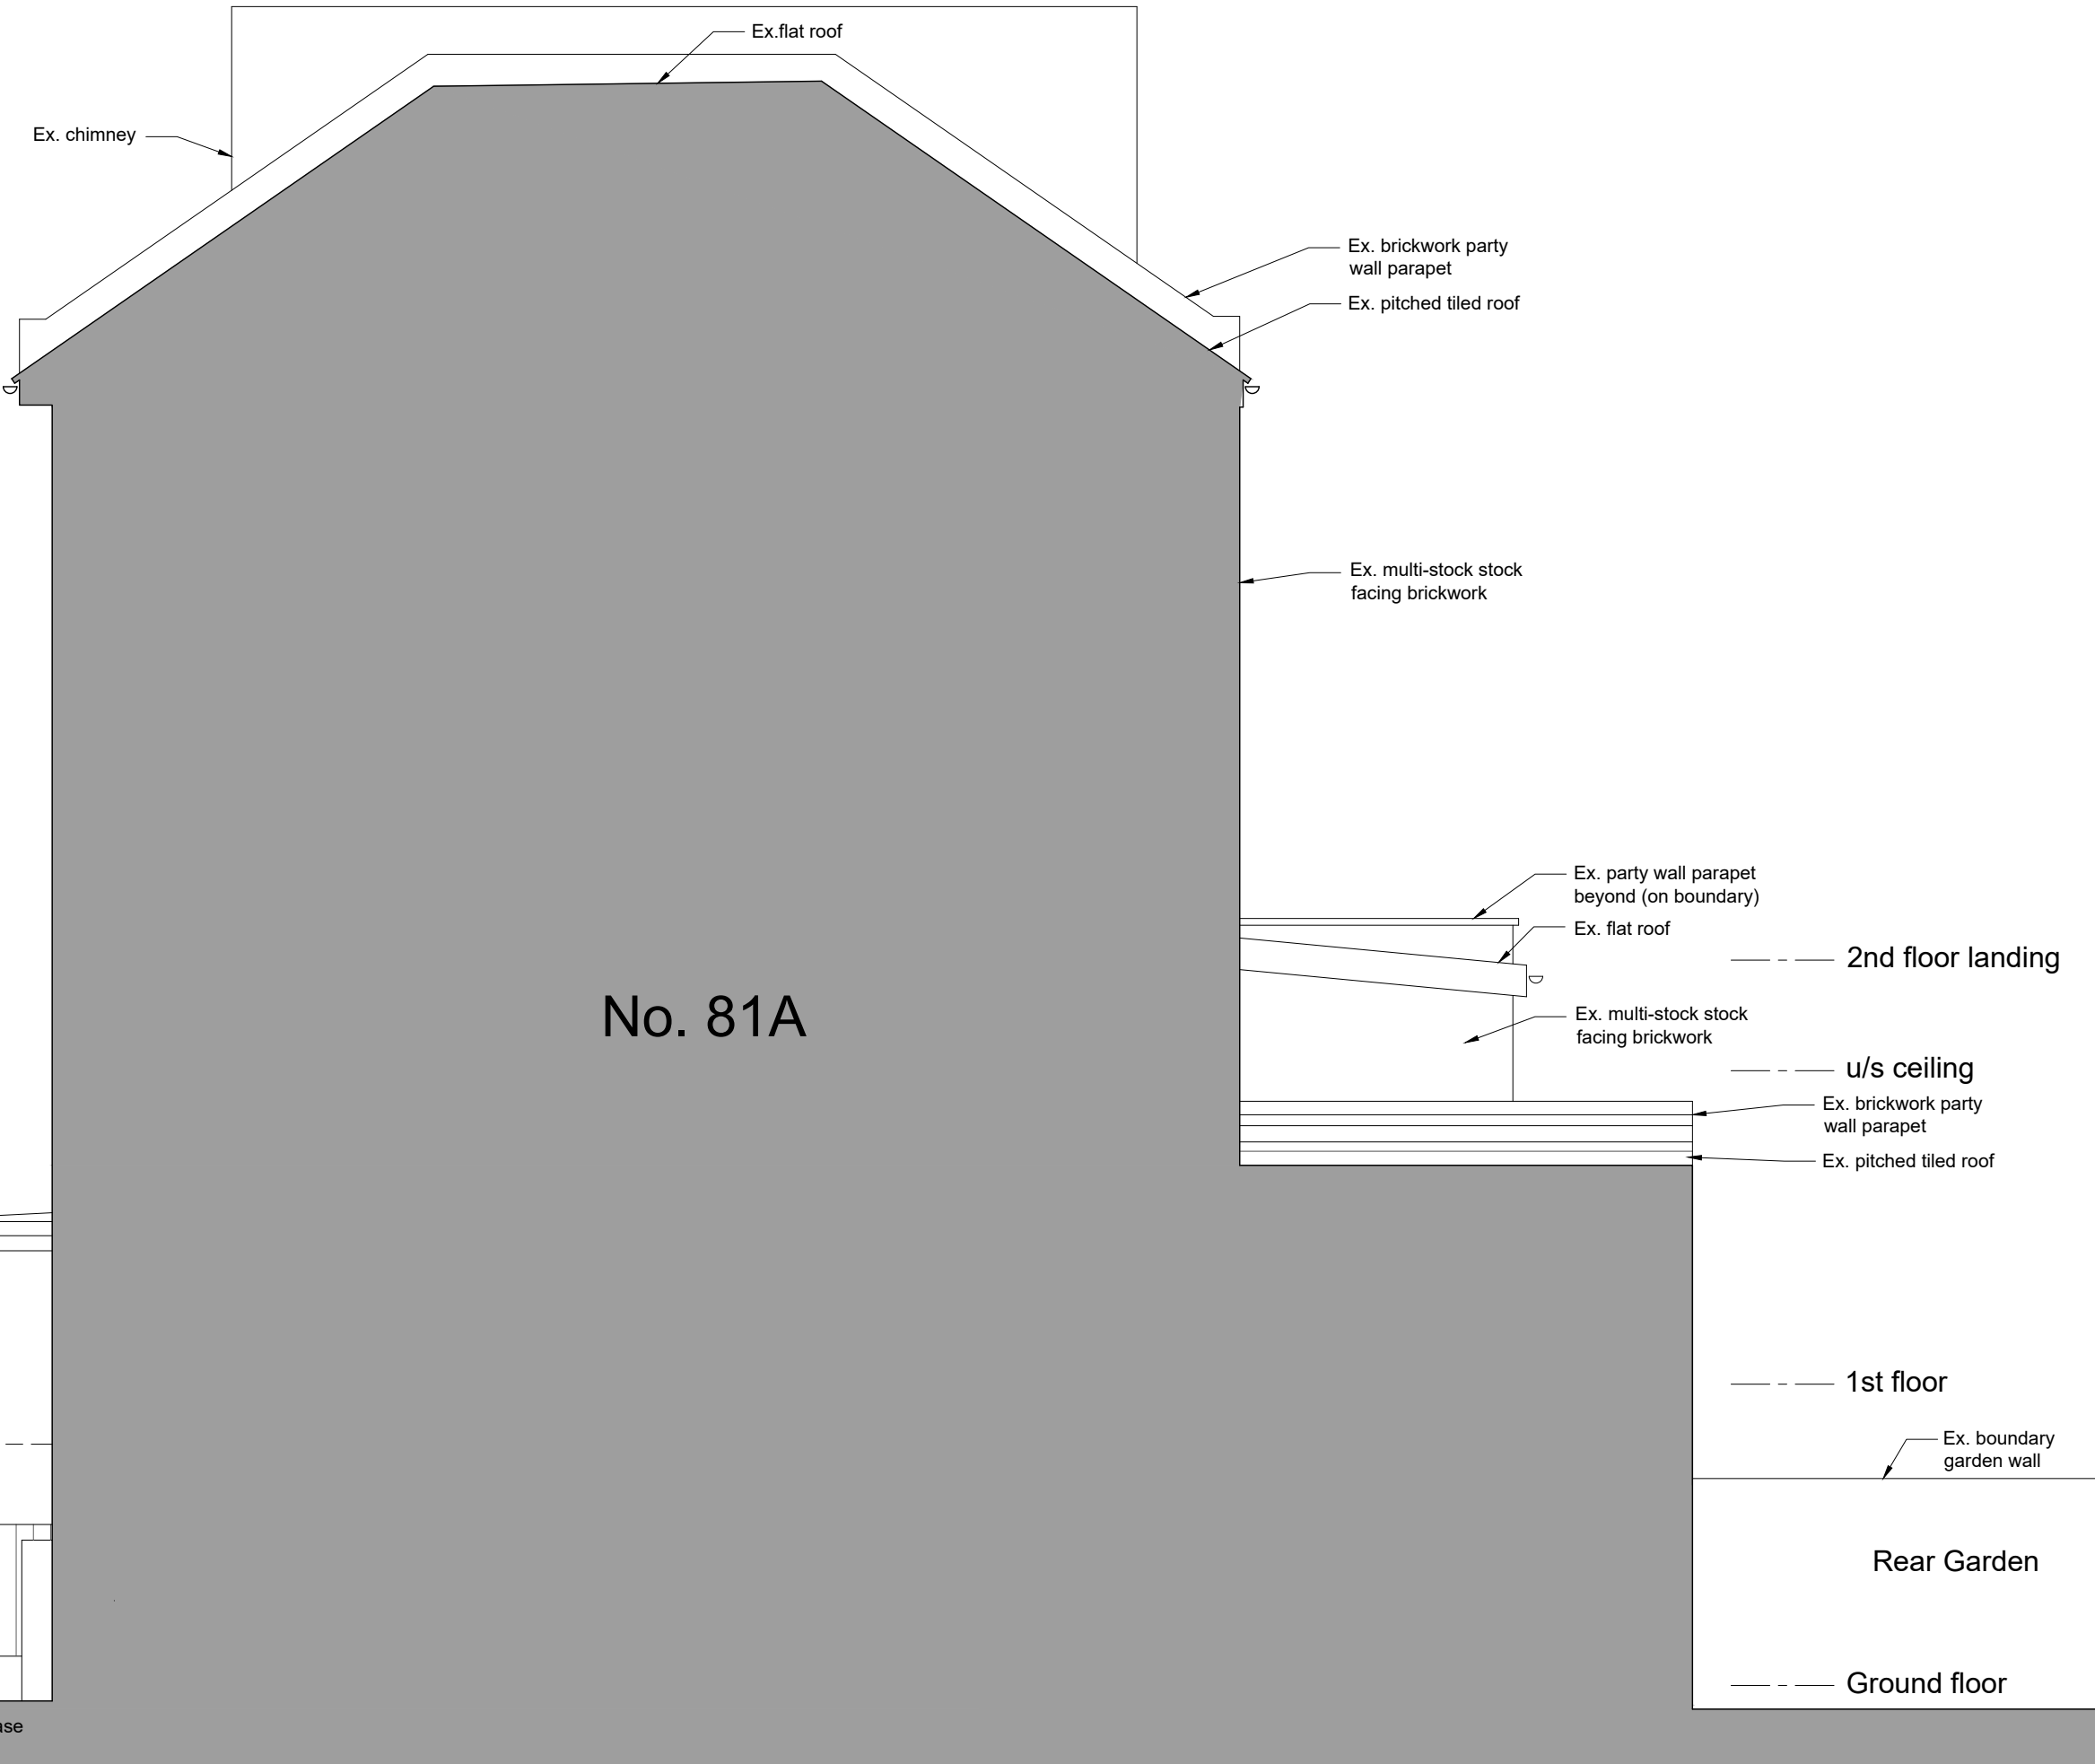 Ex.flat roof
Ex. chimney
Ex. brickwork party
wall parapet
Ex. pitched tiled roof
Ex. multi-stock stock
facing brickwork
Ex. party wall parapet
beyond (on boundary)
Ex. flat roof
2nd floor landing
No. 81A
Ex. multi-stock stock
facing brickwork
u/s ceiling
Ex. brickwork party
wall parapet
Ex. pitched tiled roof
1st floor
Ex. boundary
garden wall
Rear Garden
Ground floor